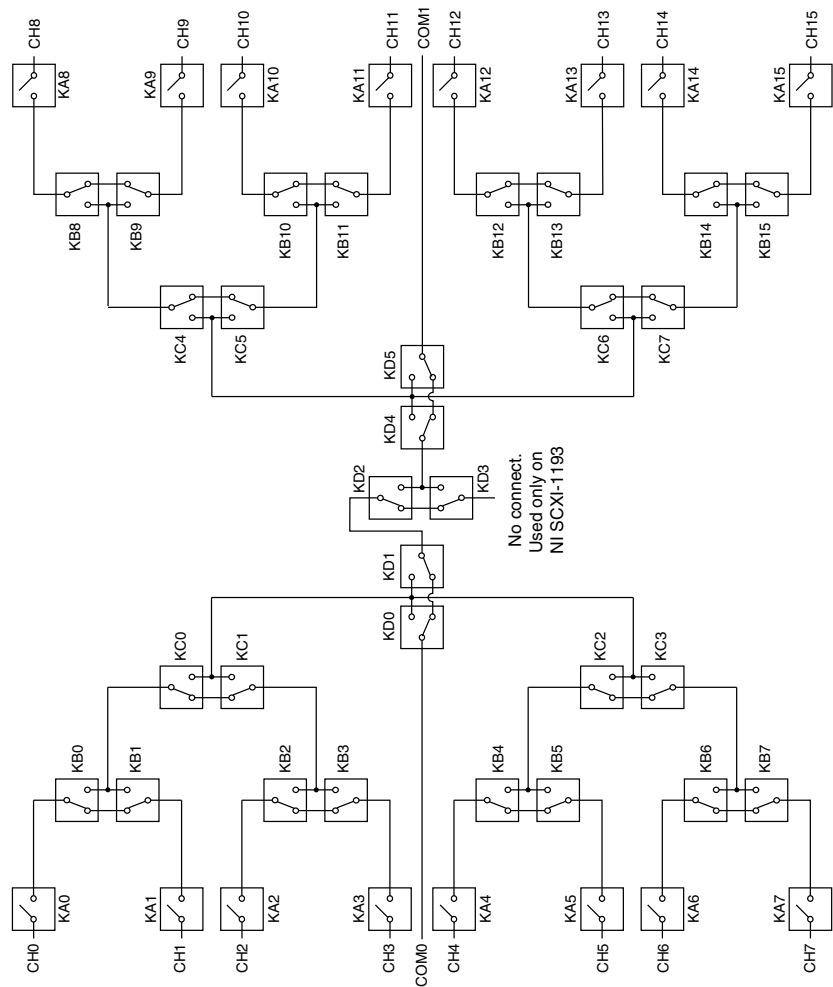 CH8
CH9
CH10
CH11
COM1
CH12
CH13
CH14
CH15
KA8
KA9
KA10
KA11
KA12
KA13
KA14
KA15
KB8
KB9
KB10
KB11
KB12
KB13
KB14
KB15
KC4
KC5
KC6
KC7
KD5
KD4
KD2
KD3
No connect.
Used only on
NI SCXI-1193
KD1
KD0
KC0
KC1
KC2
KC3
KB0
KB1
KB2
KB3
KB4
KB5
KB6
KB7
KA0
KA1
KA2
KA3
KA4
KA5
KA6
KA7
CH0
CH1
CH2
CH3
COM0
CH4
CH5
CH6
CH7